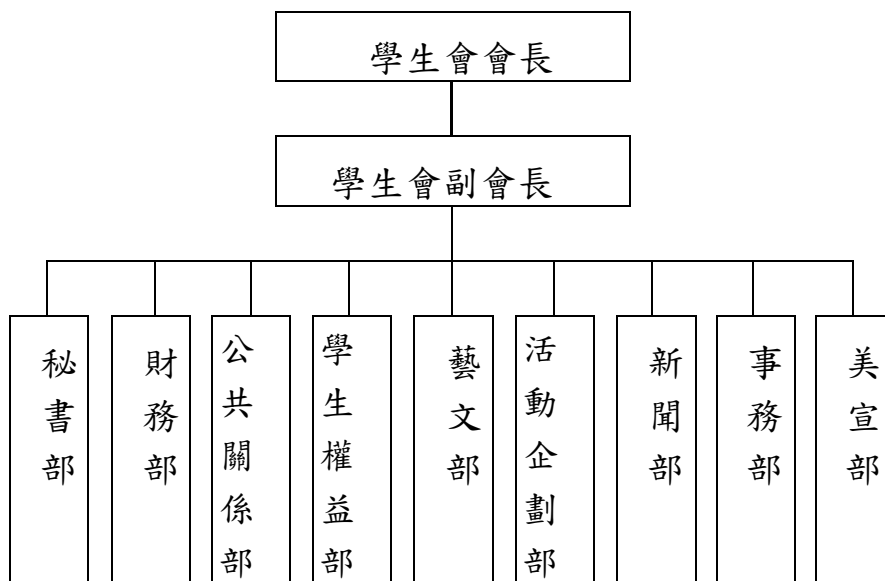 學生會會長
學生會副會長
秘書部
財務部
公共關係部
學生權益部
藝文部
活動企劃部
新聞部
事務部
美宣部